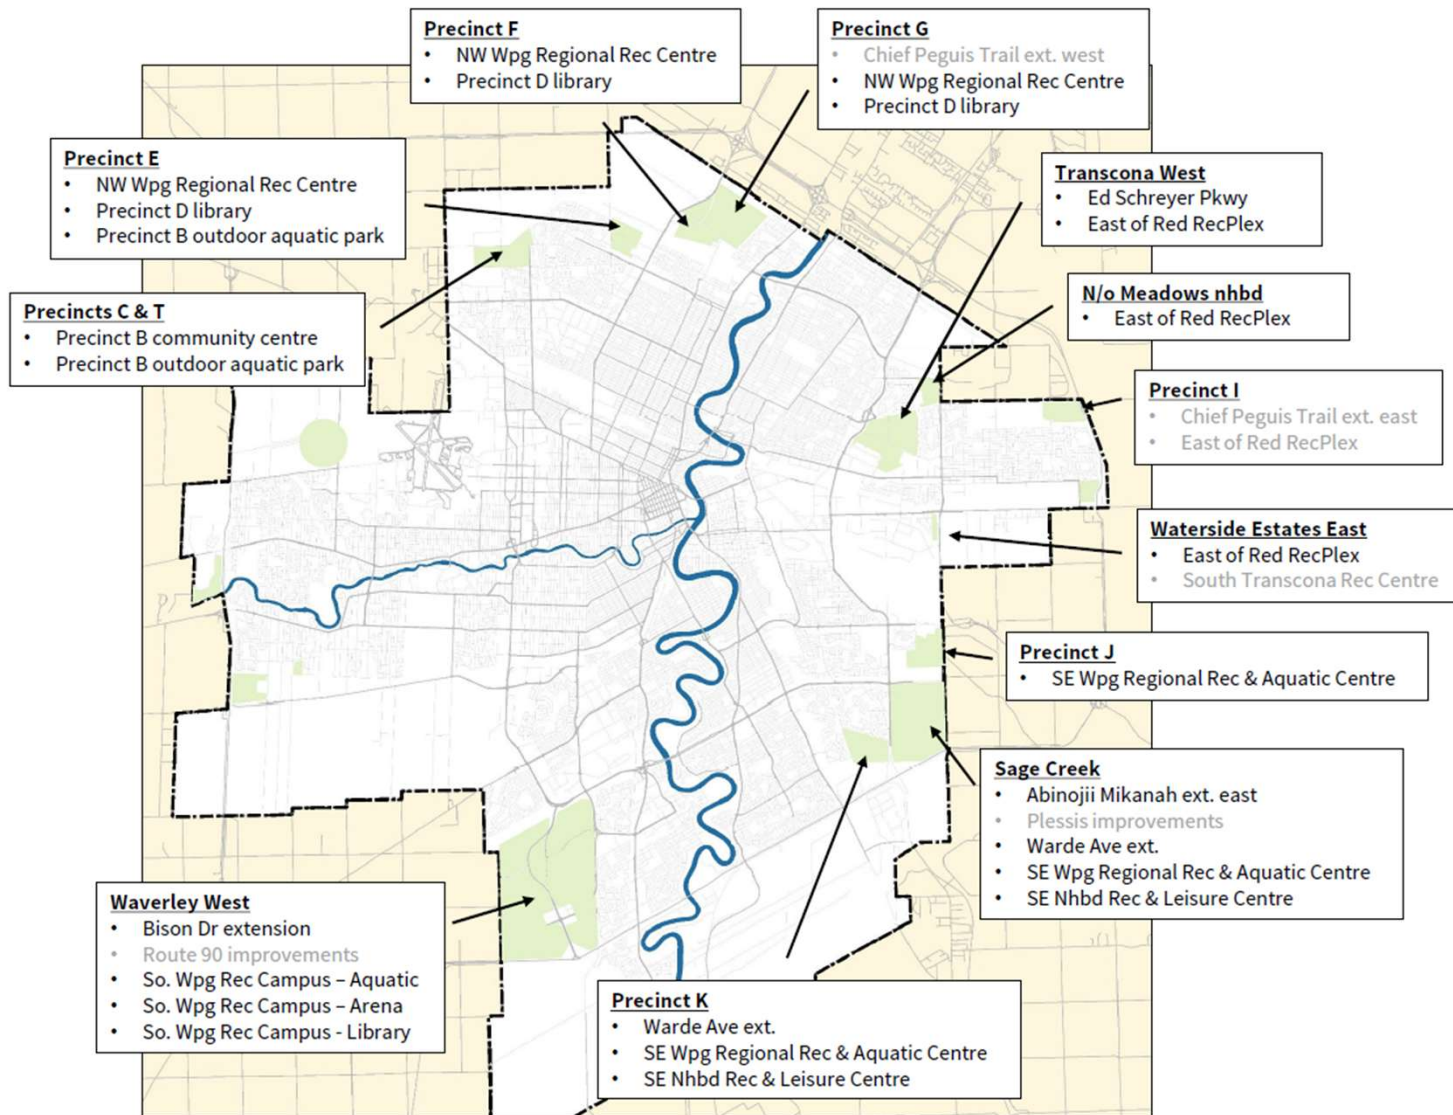 Precinct F
• NW Wpg Regional Rec Centre
• Precinct D library
Precinct G
• Chief Peguis Trail ext. west
• NW Wpg Regional Rec Centre
• Precinct D library
Precinct E
• NW Wpg Regional Rec Centre
• Precinct D library
• Precinct B outdoor aquatic park
Transcona West
• Ed Schreyer Pkwy
• East of Red RecPlex
N/o Meadows nhbd
• East of Red RecPlex
Precincts C & T
• Precinct B community centre
• Precinct B outdoor aquatic park
Precinct I
• Chief Peguis Trail ext. east
• East of Red RecPlex
Waterside Estates East
• East of Red RecPlex
• South Transcona Rec Centre
Precinct J
• SE Wpg Regional Rec & Aquatic Centre
Sage Creek
• Abinojii Mikanah ext. east
• Plessis improvements
• Warde Ave ext.
• SE Wpg Regional Rec & Aquatic Centre
• SE Nhbd Rec & Leisure Centre
Waverley West
• Bison Dr extension
• Route 90 improvements
• So. Wpg Rec Campus – Aquatic
• So. Wpg Rec Campus – Arena
• So. Wpg Rec Campus - Library
Precinct K
• Warde Ave ext.
• SE Wpg Regional Rec & Aquatic Centre
• SE Nhbd Rec & Leisure Centre